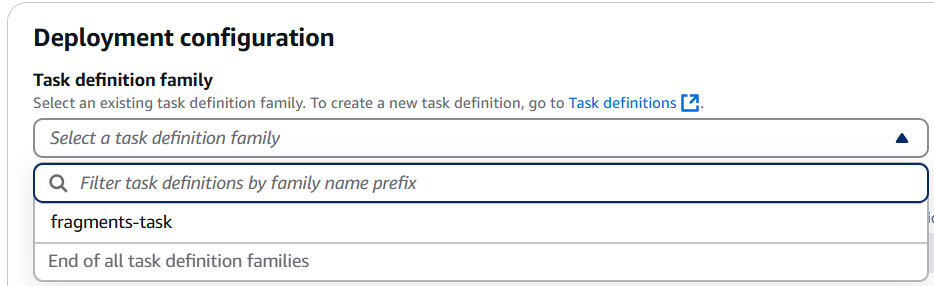 Deployment configuration
Task definition family
Select an existing task definition family. To create a new task definition, go to Task definitions.
Select a task definition family
Filter task definitions by family name prefix
fragments-task
End of all task definition families